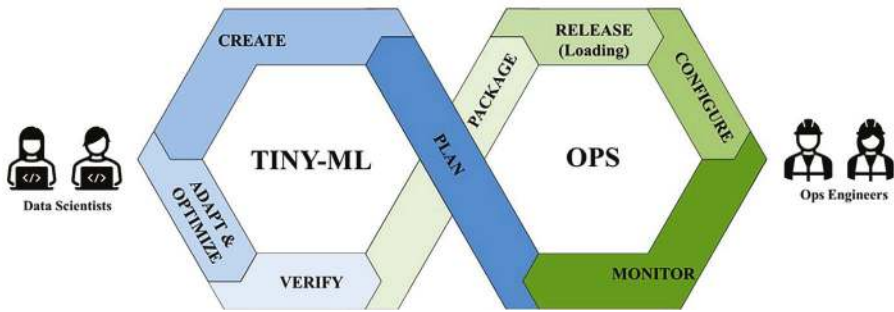 CREATE
RELEASE
(Loading)
PACKAGE
CONFIGURE
PLAN
TINY-ML
OPS
Data Scientists
Ops Engineers
ADAPT &
OPTIMIZE
VERIFY
MONITOR